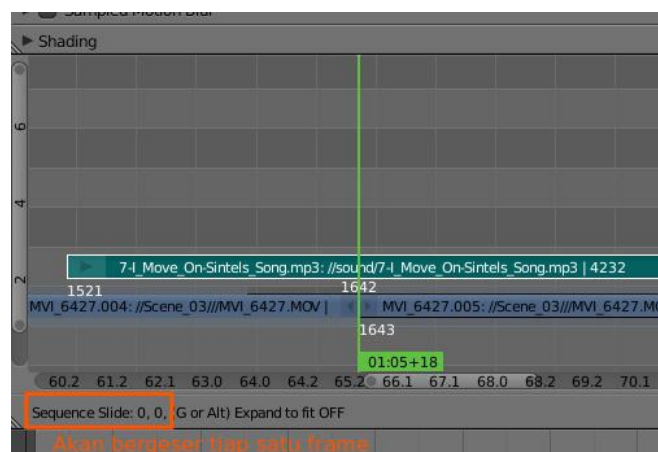 Sampled Motion Blur
Shading
6
4
2
7-I_Move_On-Sintels_Song.mp3: //sound/7-I_Move_On-Sintels_Song.mp3 | 4232
1521
1642
MVI_6427.004: //Scene_03///MVI_6427.MOV |
MVI_6427.005: //Scene_03///MVI_6427.M
1643
01:05+18
60.2 61.2 62.1 63.0 64.0 64.2 65.2 66.1 67.1 68.0 68.2 69.2 70.1
Sequence Slide: 0, 0, (G or Alt) Expand to fit OFF
Akan bergeser tiap satu frame